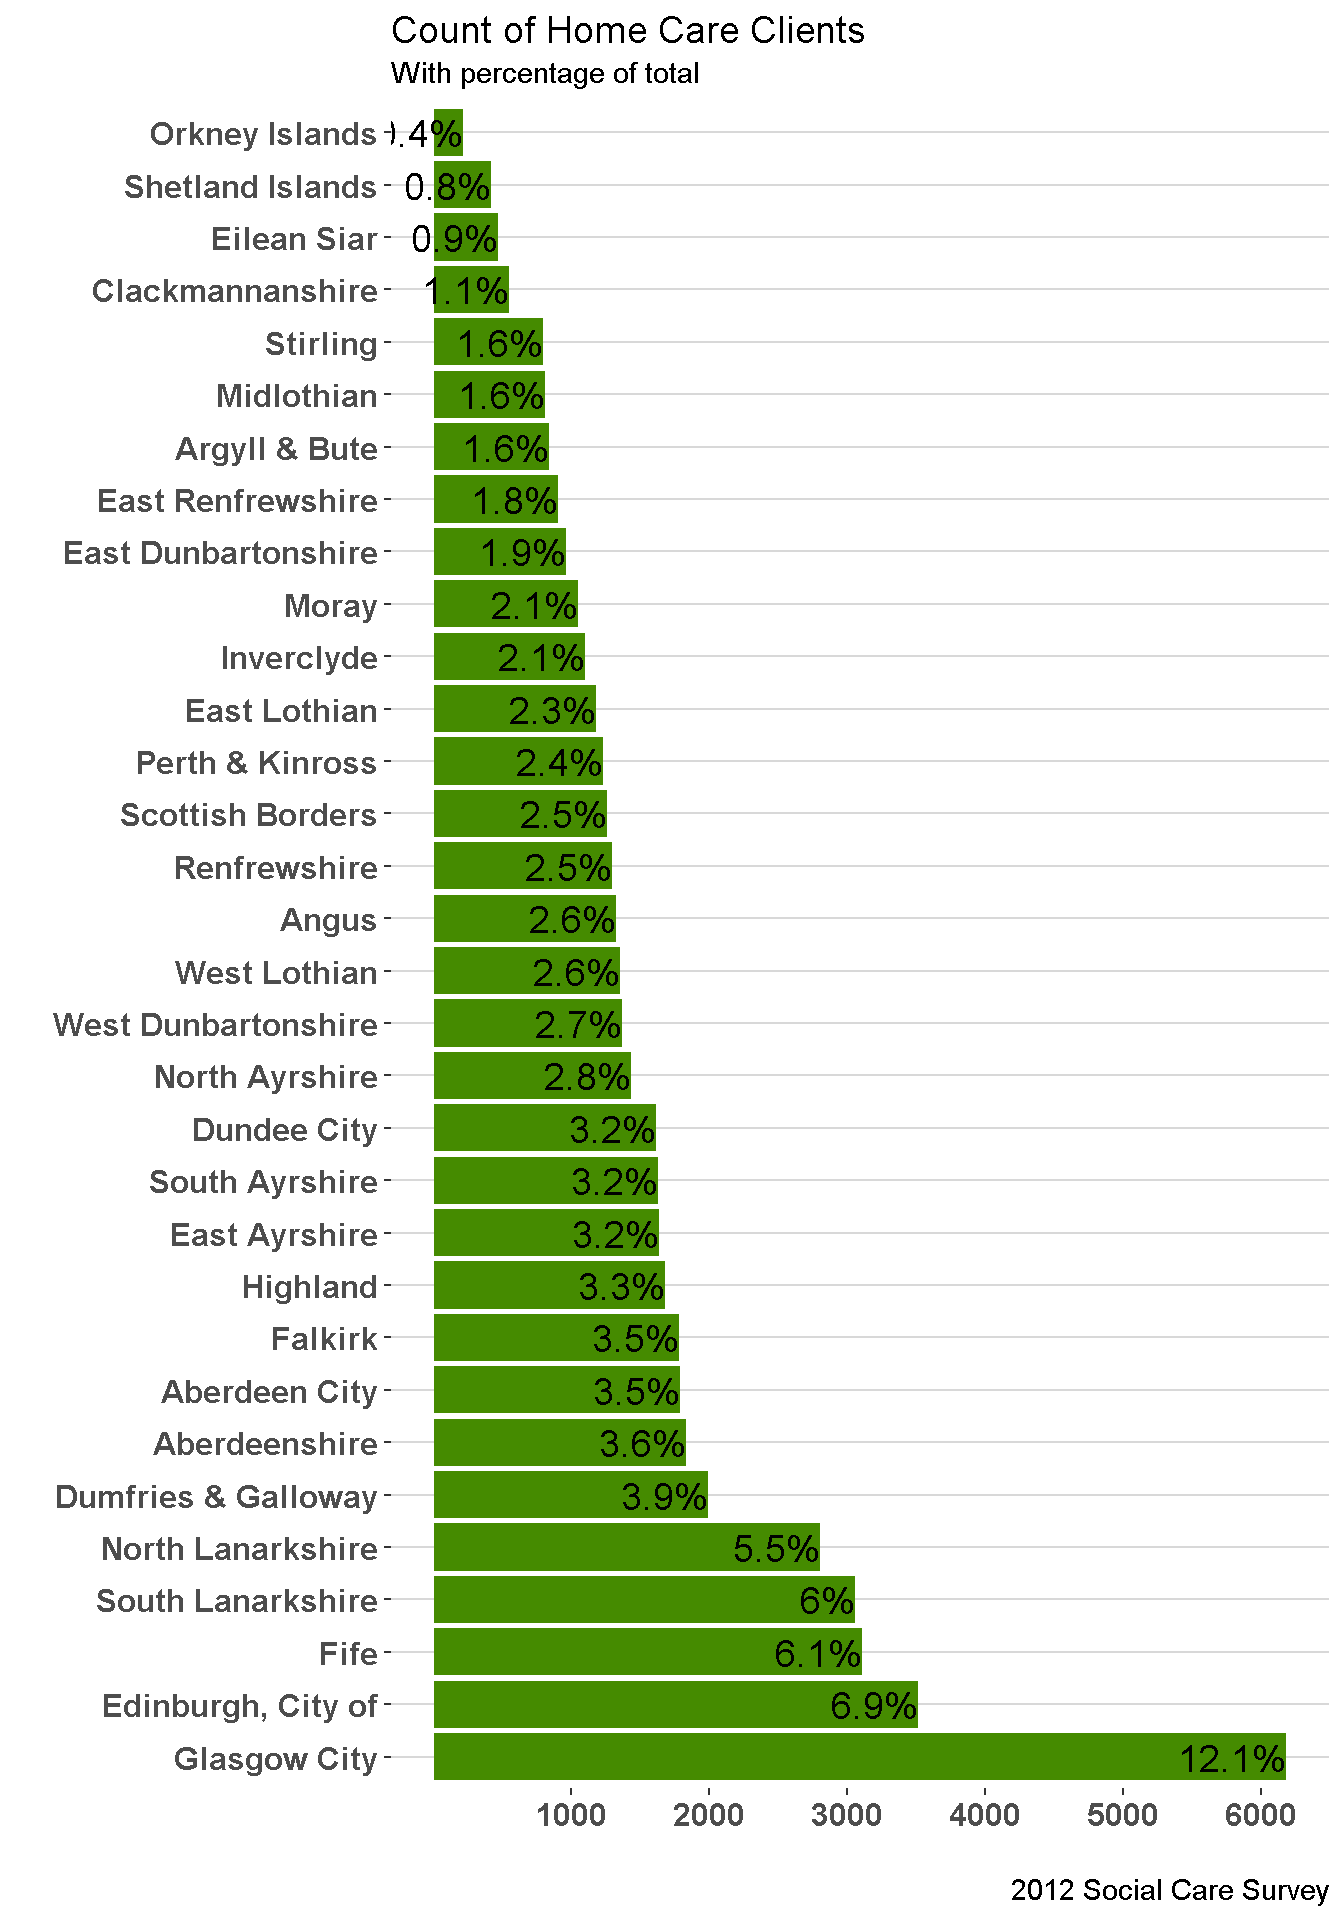 Count of Home Care Clients
With percentage of total
Orkney Islands .4%
Shetland Islands 0.8%
Eilean Siar 0.9%
Clackmannanshire 1.1%
Stirling 1.6%
Midlothian 1.6%
Argyll & Bute 1.6%
East Renfrewshire 1.8%
East Dunbartonshire 1.9%
Moray 2.1%
Inverclyde 2.1%
East Lothian 2.3%
Perth & Kinross 2.4%
Scottish Borders 2.5%
Renfrewshire 2.5%
Angus 2.6%
West Lothian 2.6%
West Dunbartonshire 2.7%
North Ayrshire 2.8%
Dundee City 3.2%
South Ayrshire 3.2%
East Ayrshire 3.2%
Highland 3.3%
Falkirk 3.5%
Aberdeen City 3.5%
Aberdeenshire 3.6%
Dumfries & Galloway 3.9%
North Lanarkshire 5.5%
South Lanarkshire 6%
Fife 6.1%
Edinburgh, City of 6.9%
Glasgow City 12.1%
1000 2000 3000 4000 5000 6000
2012 Social Care Survey